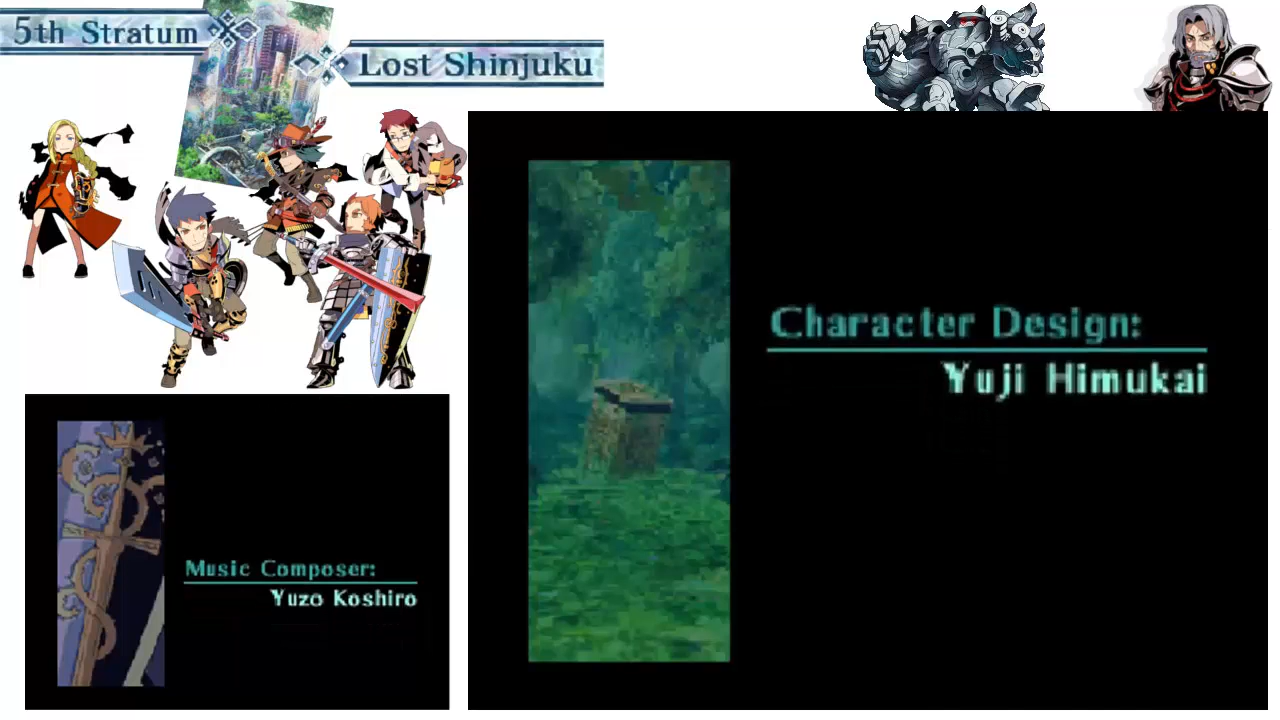 5th Stratum
Lost Shinjuku
Character Design:
Yuji Himukai
Music Composer:
Yuzo Koshiro